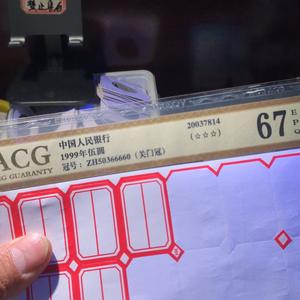 ACG
EG GUARANTY
中国人民银行
1999年伍圆
冠号: ZH50366660 (关门冠)
20037814
(☆☆☆)
67
E
P
Q